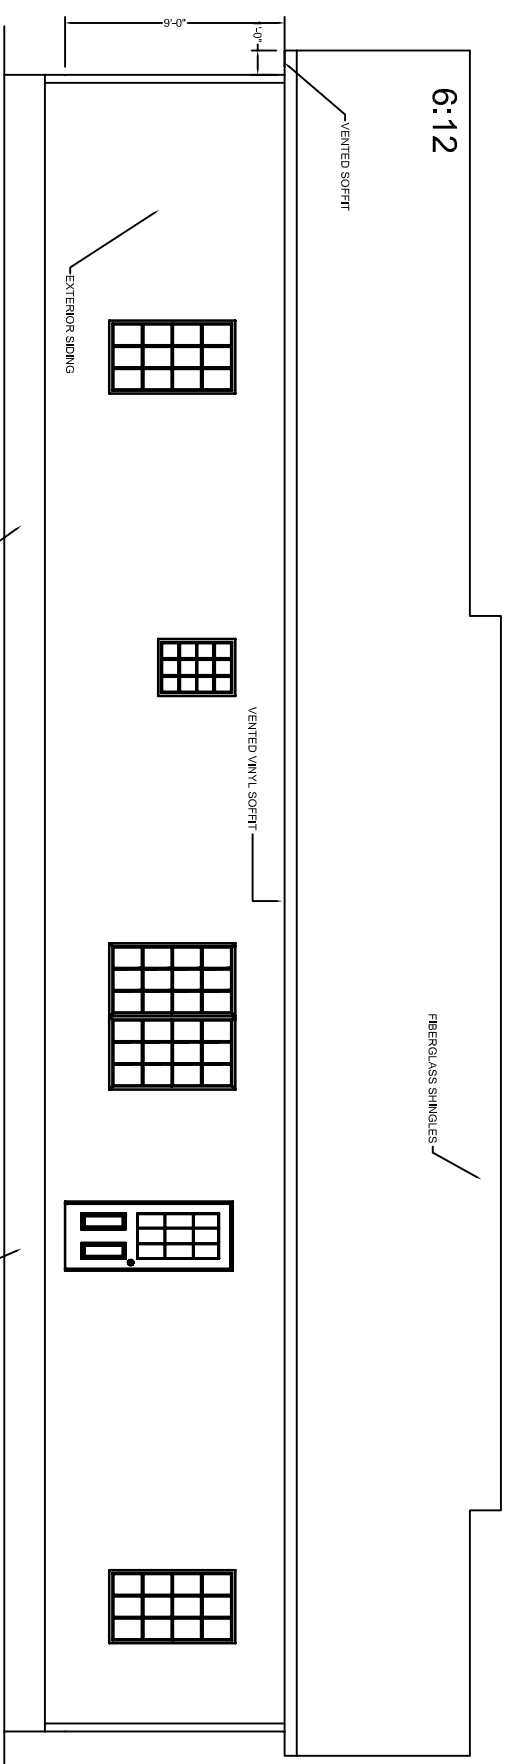 6:12
FIBERGLASS SHINGLES
VENTED SOFFIT
1'-0"
9'-0"
VENTED VINYL SOFFIT
EXTERIOR SIDING